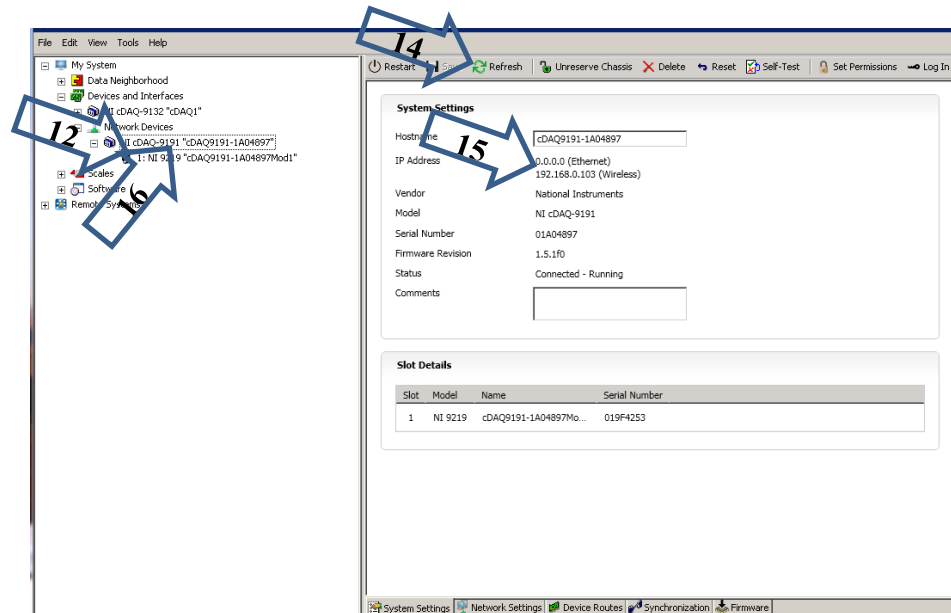 14
File Edit View Tools Help
Restart Save Refresh Unreserve Chassis Delete Reset Self-Test Set Permissions Log In
My System
Data Neighborhood
Devices and Interfaces
NI cDAQ-9132 "cDAQ1"
Network Devices
12
NI cDAQ-9191 "cDAQ9191-1A04897"
1: NI 9219 "cDAQ9191-1A04897Mod1"
Scales
Software
16
Remote Systems
System Settings
Hostname
cDAQ9191-1A04897
15
IP Address
0.0.0.0 (Ethernet)
192.168.0.103 (Wireless)
Vendor
National Instruments
Model
NI cDAQ-9191
Serial Number
01A04897
Firmware Revision
1.5.1f0
Status
Connected - Running
Comments
Slot Details
Slot Model Name Serial Number
1 NI 9219 cDAQ9191-1A04897Mo... 019F4253
System Settings Network Settings Device Routes Synchronization Firmware